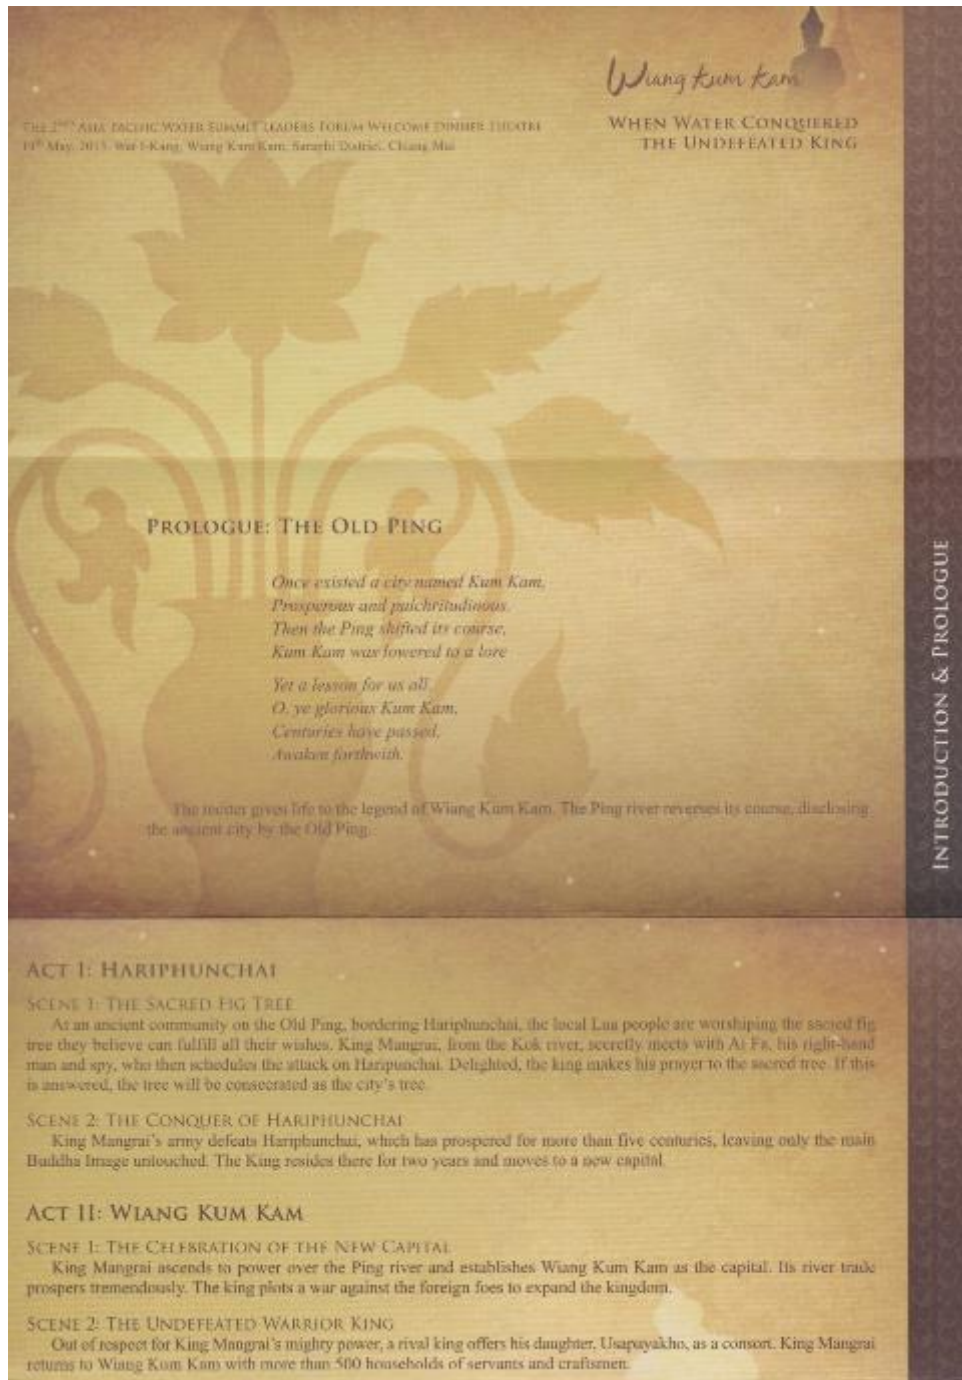 Wiang Kum Kam
THE 2ND ASIA-PACIFIC WATER SUMMIT LEADERS FORUM WELCOME DINNER THEATRE
19th May, 2013, Wat I-Kang, Wiang Kum Kam, Saraphi District, Chiang Mai
WHEN WATER CONQUERED
THE UNDEFEATED KING
PROLOGUE: THE OLD PING
Once existed a city named Kum Kam,
Prosperous and pulchritudinous.
Then the Ping shifted its course,
Kum Kam was lowered to a lore
Yet a lesson for us all,
O, ye glorious Kum Kam,
Centuries have passed,
Awaken forthwith.
The master gives life to the legend of Wiang Kum Kam. The Ping river reverses its course, disclosing
the ancient city by the Old Ping.
INTRODUCTION & PROLOGUE
ACT I: HARIPHUNCHAI
SCENE 1: THE SACRED FIG TREE
At an ancient community on the Old Ping, bordering Hariphunchai, the local Lua people are worshiping the sacred fig
tree they believe can fulfill all their wishes. King Mangrai, from the Kok river, secretly meets with Ai Fa, his right-hand
man and spy, who then schedules the attack on Haripunchai. Delighted, the king makes his prayer to the sacred tree. If this
is answered, the tree will be consecrated as the city's tree.
SCENE 2: THE CONQUER OF HARIPHUNCHAI
King Mangrai's army defeats Hariphunchai, which has prospered for more than five centuries, leaving only the main
Buddha Image untouched. The King resides there for two years and moves to a new capital.
ACT II: WIANG KUM KAM
SCENE 1: THE CELEBRATION OF THE NEW CAPITAL
King Mangrai ascends to power over the Ping river and establishes Wiang Kum Kam as the capital. Its river trade
prospers tremendously. The king plots a war against the foreign foes to expand the kingdom.
SCENE 2: THE UNDEFEATED WARRIOR KING
Out of respect for King Mangrai's mighty power, a rival king offers his daughter, Usapayakho, as a consort. King Mangrai
returns to Wiang Kum Kam with more than 500 households of servants and craftsmen.